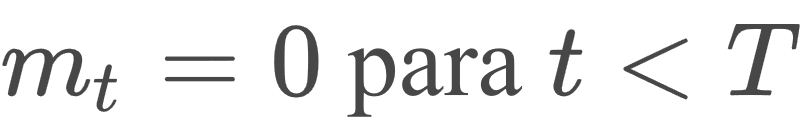 m_t = 0 para t < T